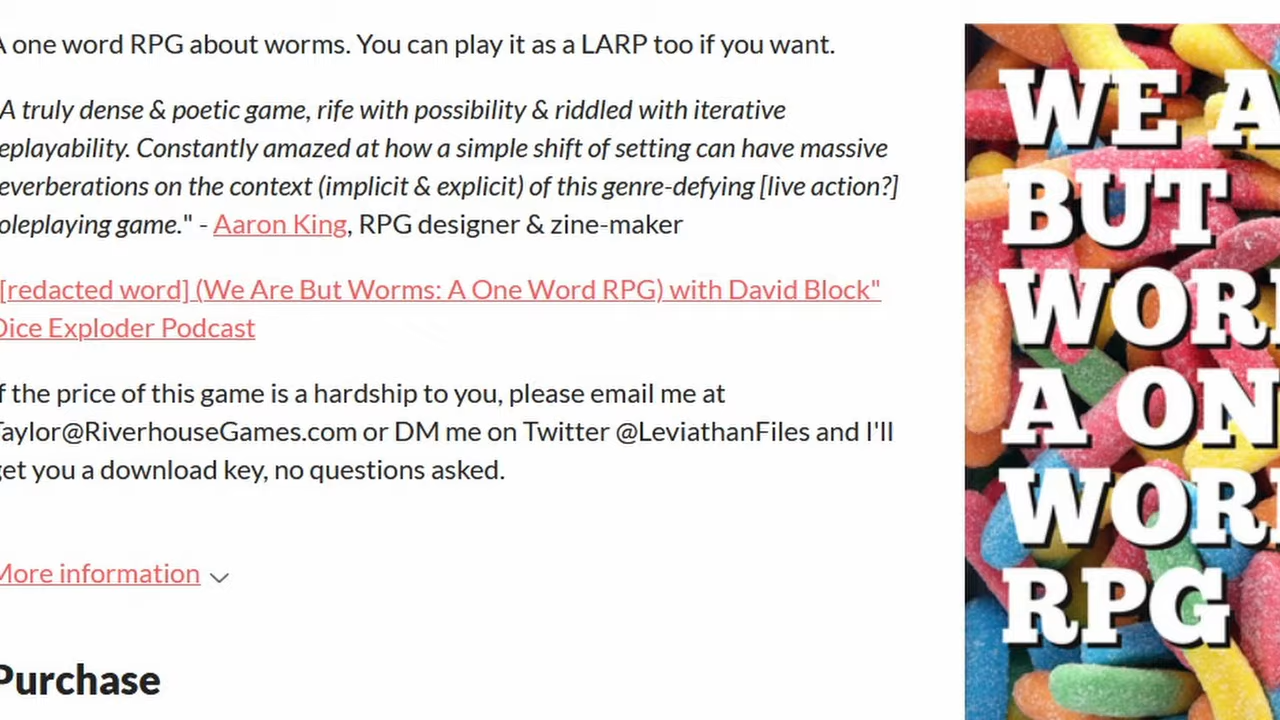 A one word RPG about worms. You can play it as a LARP too if you want.
A truly dense & poetic game, rife with possibility & riddled with iterative
eplayability. Constantly amazed at how a simple shift of setting can have massive
everberations on the context (implicit & explicit) of this genre-defying [live action?]
oleplaying game." - Aaron King, RPG designer & zine-maker
[redacted word] (We Are But Worms: A One Word RPG) with David Block"
Dice Exploder Podcast
If the price of this game is a hardship to you, please email me at
Taylor@RiverhouseGames.com or DM me on Twitter @LeviathanFiles and I'll
get you a download key, no questions asked.
More information
Purchase
WE A
BUT
WOR
A ON
WOR
RPG